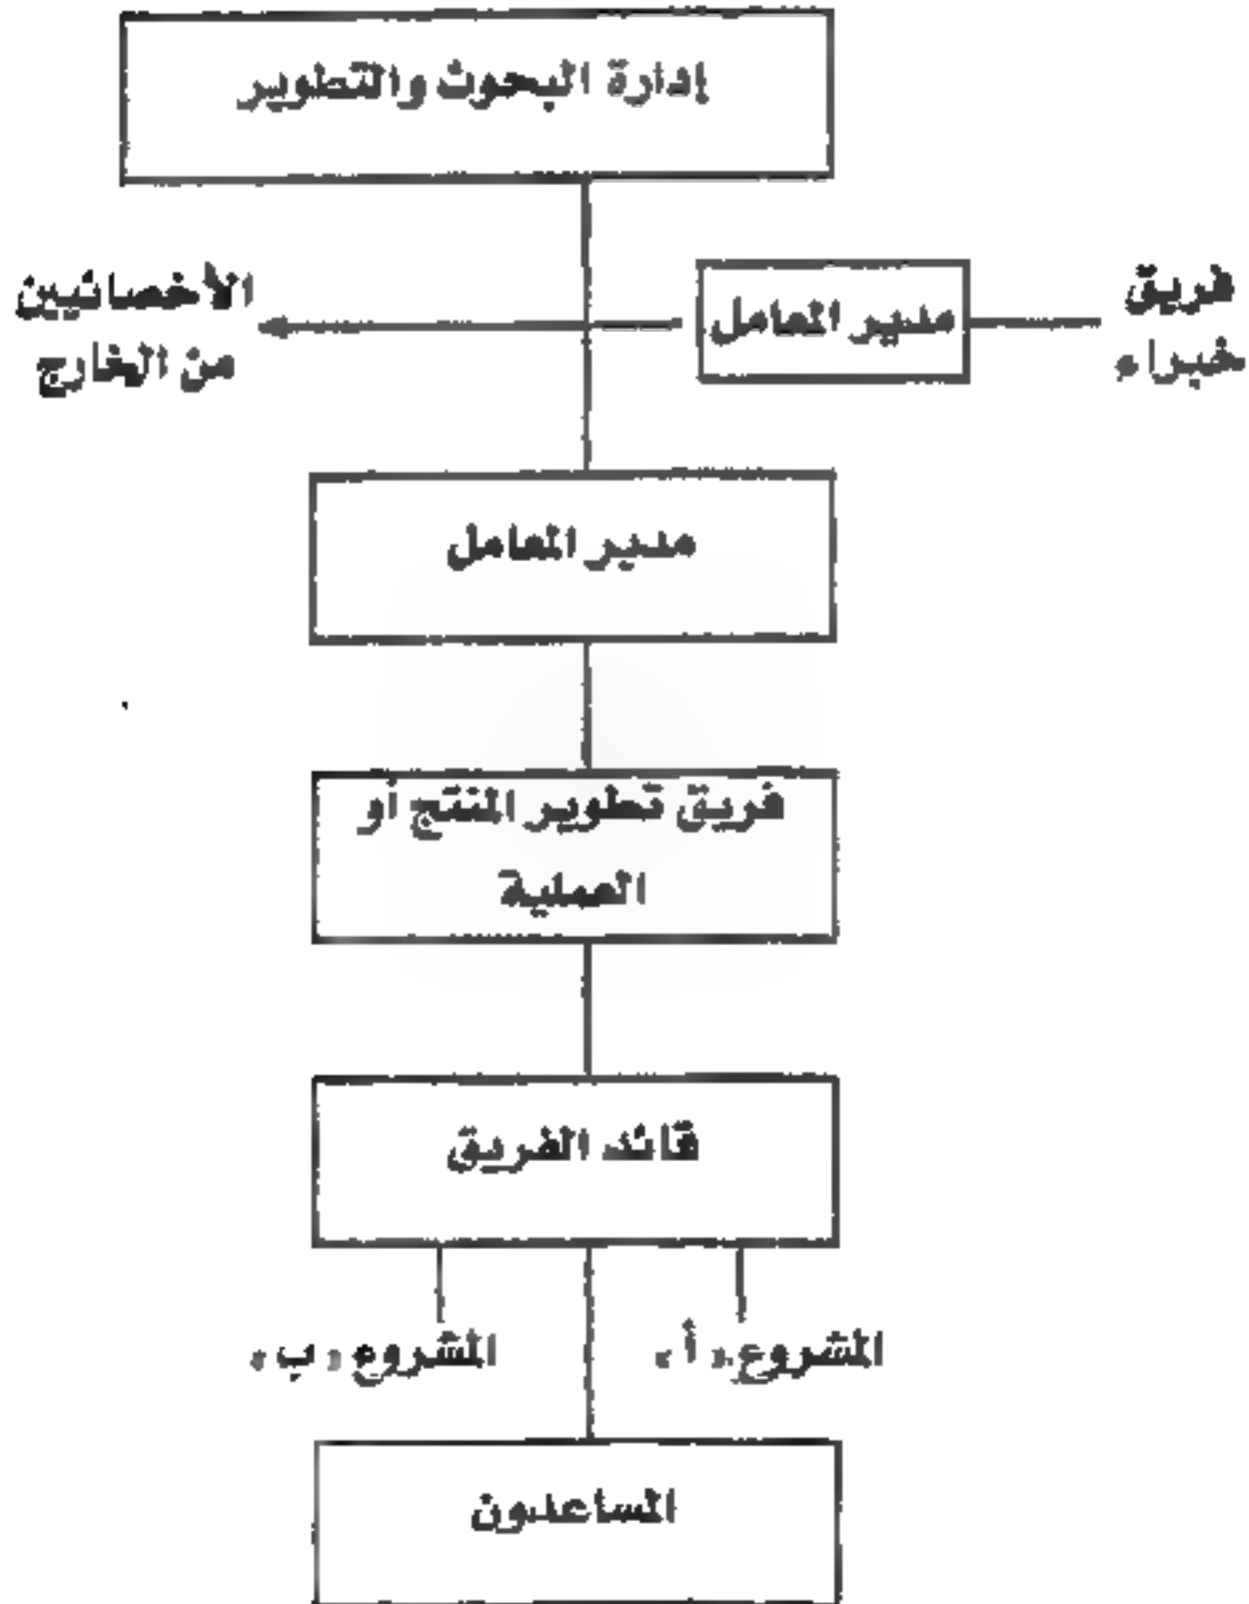 إدارة البحوث والتطوير
فريق
خبراء
مدير المعامل
الأخصائيين
من الخارج
مدير المعامل
فريق تطوير المنتج أو
العملية
قائد الفريق
المشروع «أ»
المشروع «ب»
المساعدون